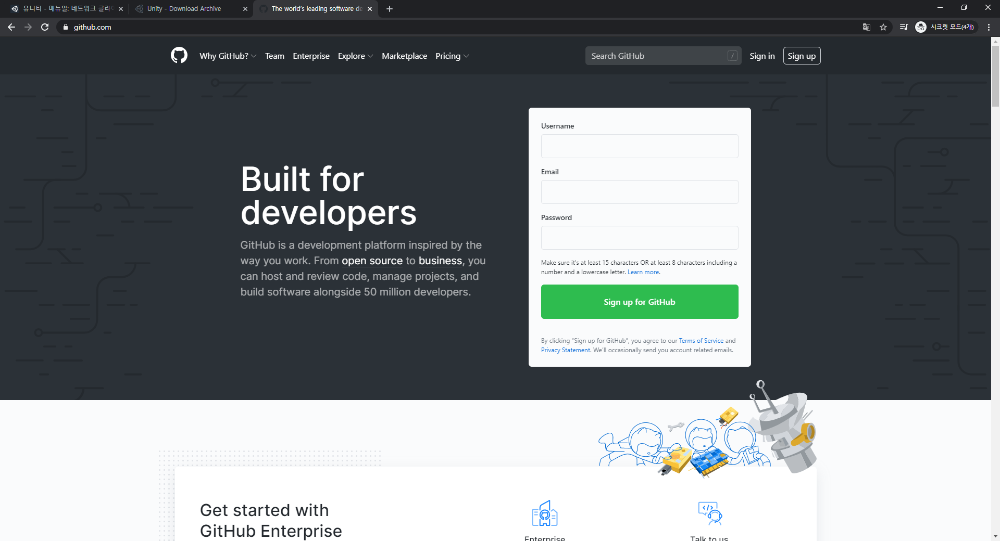 유니티 - 매뉴얼: 네트워크 클라이
Unity - Download Archive
The world's leading software de
github.com
시크릿 모드(4개)
Why GitHub?
Team
Enterprise
Explore
Marketplace
Pricing
Search GitHub
/
Sign in
Sign up
Built for
developers
GitHub is a development platform inspired by the
way you work. From open source to business, you
can host and review code, manage projects, and
build software alongside 50 million developers.
Username
Email
Password
Make sure it's at least 15 characters OR at least 8 characters including a
number and a lowercase letter. Learn more.
Sign up for GitHub
By clicking “Sign up for GitHub”, you agree to our Terms of Service and
Privacy Statement. We’ll occasionally send you account related emails.
Get started with
GitHub Enterprise
Enterprise
Talk to us